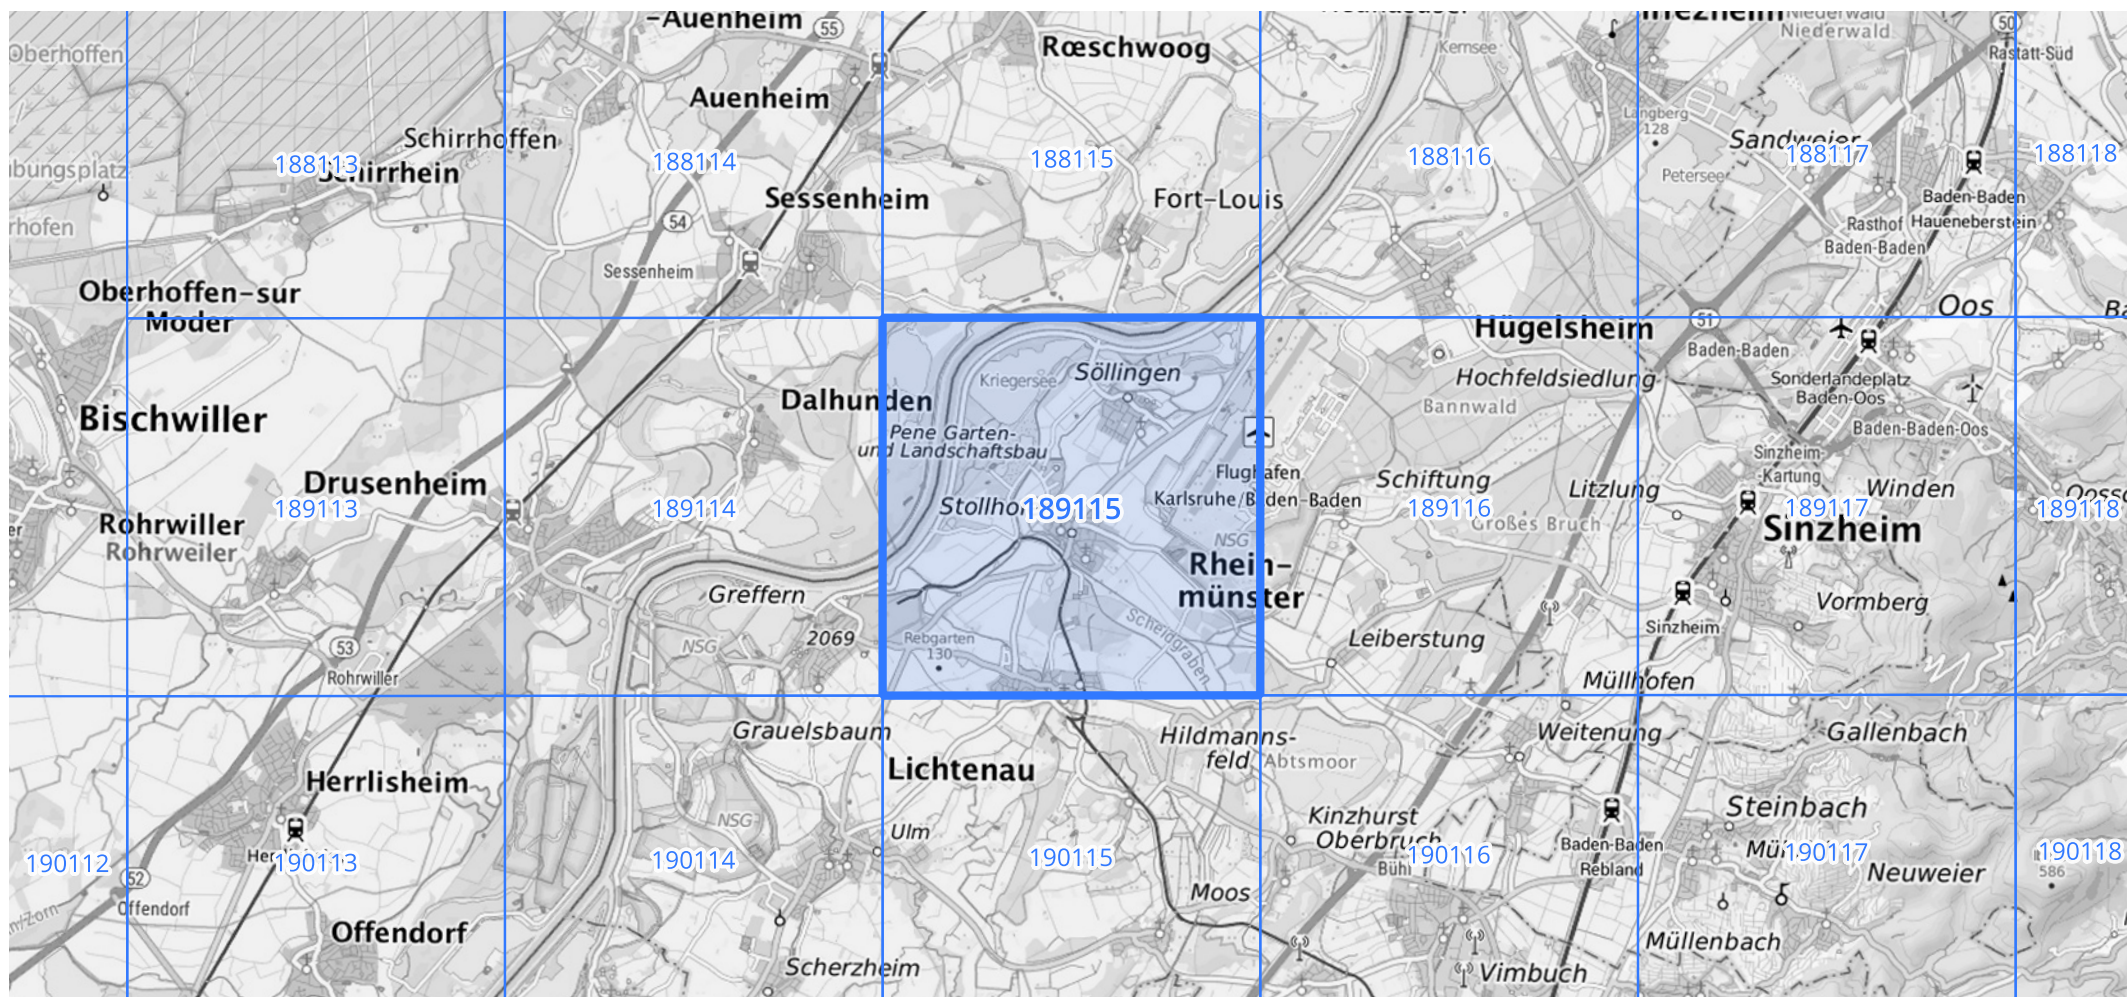 -Auenheim
55
Rœschwoog
Kernsee
Niederwald
Niederwald
50
Rastatt-Süd
Oberhoffen
Auenheim
Langberg
128
Sandweier
Schirrhoffen
188113
188114
188115
188116
188117
188118
Schirrhein
Petersee
Sessenheim
Fort-Louis
Baden-Baden
Haueneberstein
54
Rasthof
Baden-Baden
Sessenheim
Oberhoffen-sur
Moder
Oos
51
Hügelsheim
Baden-Baden
Kriegersee
Söllingen
Hochfeldsiedlung
Sonderlandeplatz
Baden-Oos
Bischwiller
Dalhunden
Bannwald
Pene Garten-
und Landschaftsbau
Baden-Baden-Oos
Sinzheim-
-Kartung
Drusenheim
Flughafen
Karlsruhe/Baden-Baden
Schiftung
Litzlung
Winden
189113
189114
189115
189116
189117
189118
Rohrwiller
Rohrweiler
Großes Bruch
Sinzheim
NSG
Rhein-
münster
Greffern
Vormberg
Scheidgraben
Sinzheim
53
NSG
2069
Rebgarten
130
Leiberstung
Rohrwiller
Müllhofen
Grauelsbaum
Hildmanns-
feld
Abtsmoor
Weitenung
Gallenbach
Lichtenau
Herrlisheim
Steinbach
NSG
Ulm
Kinzhurst
Oberbruch
Baden-Baden
Rebland
190112
190113
190114
190115
190116
190117
190118
Bühl
Neuweier
586
52
Offendorf
Moos
Offendorf
Müllenbach
Scherzheim
Vimbuch